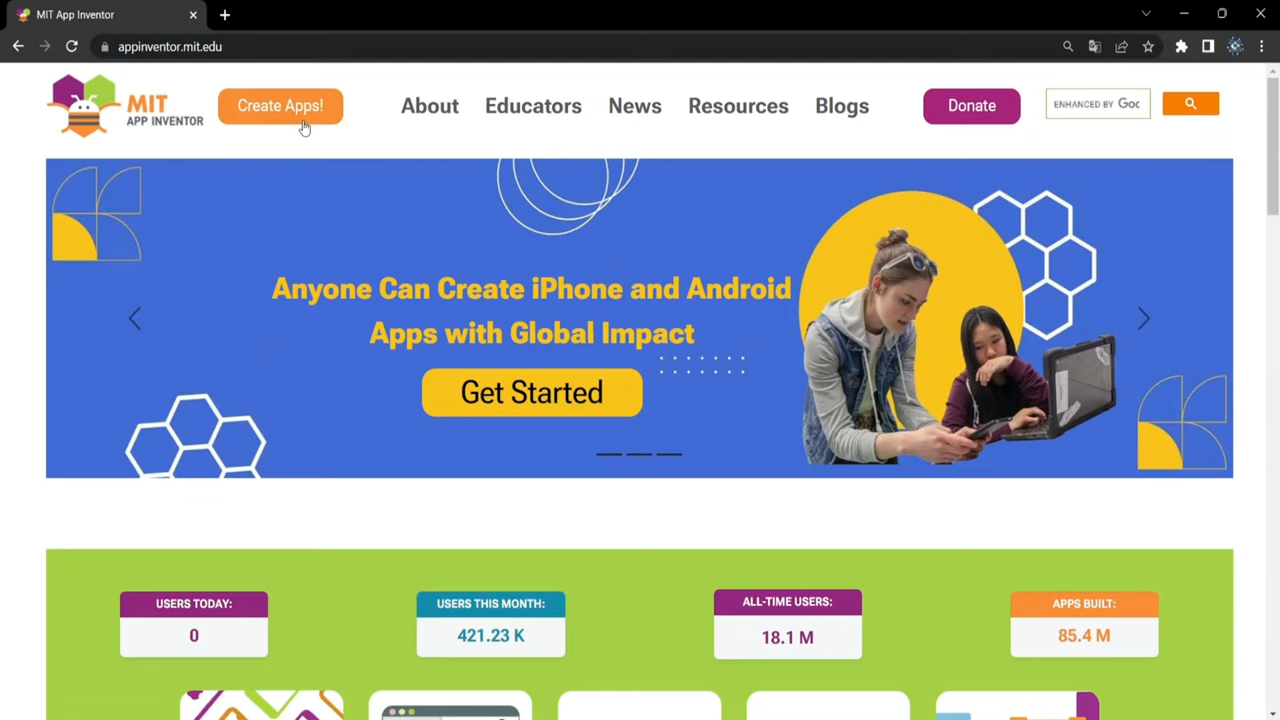 MIT App Inventor
appinventor.mit.edu
MIT
APP INVENTOR
Create Apps!
About
Educators
News
Resources
Blogs
Donate
ENHANCED BY
Anyone Can Create iPhone and Android
Apps with Global Impact
Get Started
USERS TODAY:
0
USERS THIS MONTH:
421.23 K
ALL-TIME USERS:
18.1 M
APPS BUILT:
85.4 M